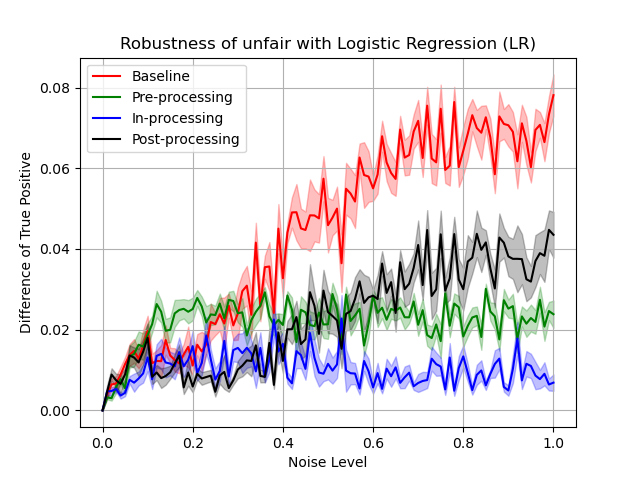 Robustness of unfair with Logistic Regression (LR)
Baseline
Pre-processing
In-processing
Post-processing
Difference of True Positive
0.08
0.06
0.04
0.02
0.00
0.0 0.2 0.4 0.6 0.8 1.0
Noise Level